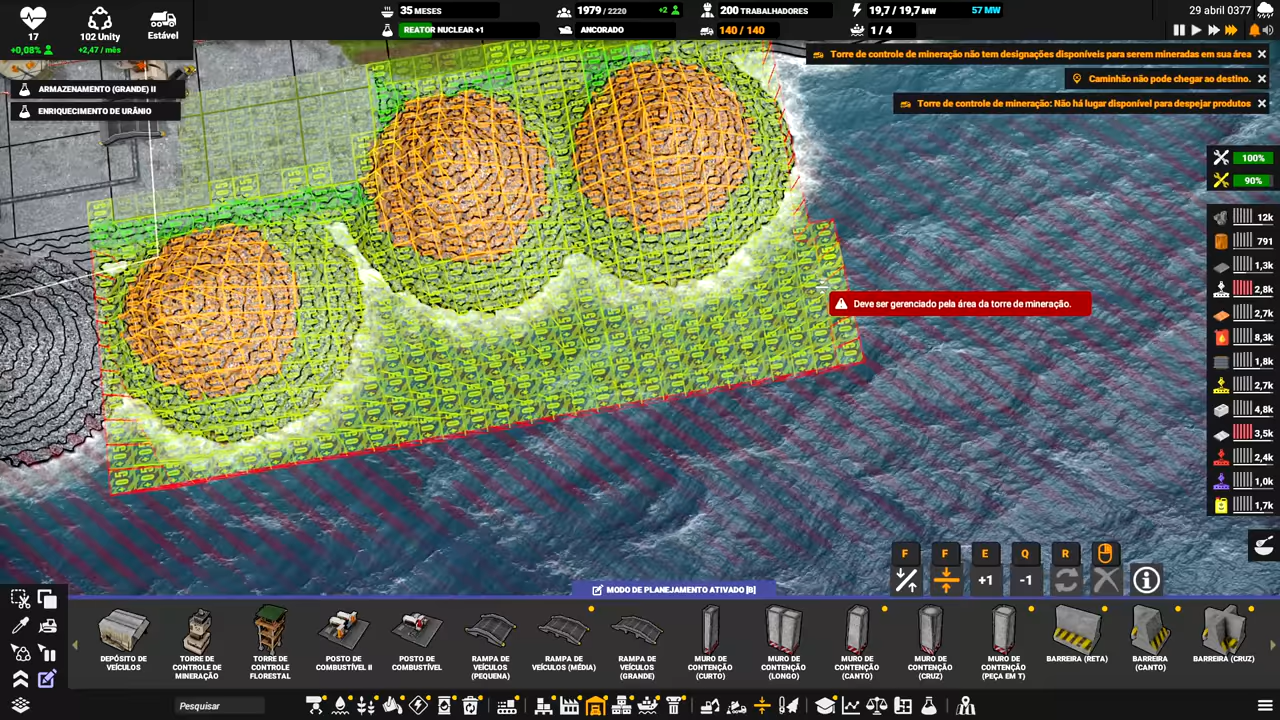 35 MESES
1979 / 2220
+2
200 TRABALHADORES
19,7 / 19,7 MW
57 MW
29 abril 0377
17
102 Unity
Estável
+0,08%
+2,47 / mês
REATOR NUCLEAR +1
ANCORADO
140 / 140
1 / 4
Torre de controle de mineração não tem designações disponíveis para serem mineradas em sua área
Caminhão não pode chegar ao destino.
Torre de controle de mineração: Não há lugar disponível para despejar produtos
ARMAZENAMENTO (GRANDE) II
ENRIQUECIMENTO DE URÂNIO
100%
90%
12k
791
1,3k
2,8k
2,7k
8,3k
1,8k
2,7k
4,8k
3,5k
2,4k
1,0k
1,7k
Deve ser gerenciado pela área da torre de mineração.
F
F
E
Q
R
+1
-1
MODO DE PLANEJAMENTO ATIVADO [B]
DEPÓSITO DE VEÍCULOS
TORRE DE CONTROLE DE MINERAÇÃO
TORRE DE CONTROLE FLORESTAL
POSTO DE COMBUSTÍVEL II
POSTO DE COMBUSTÍVEL
RAMPA DE VEÍCULOS (PEQUENA)
RAMPA DE VEÍCULOS (MÉDIA)
RAMPA DE VEÍCULOS (GRANDE)
MURO DE CONTENÇÃO (CURTO)
MURO DE CONTENÇÃO (LONGO)
MURO DE CONTENÇÃO (CANTO)
MURO DE CONTENÇÃO (CRUZ)
MURO DE CONTENÇÃO (PEÇA EM T)
BARREIRA (RETA)
BARREIRA (CANTO)
BARREIRA (CRUZ)
Pesquisar